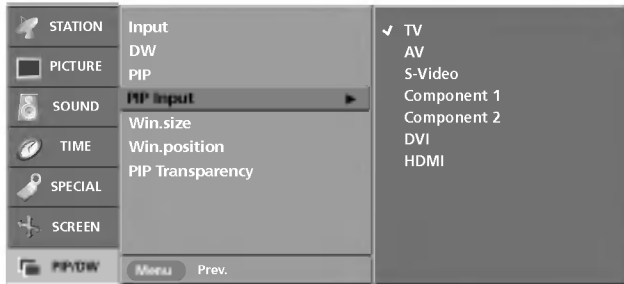 STATION
PICTURE
SOUND
TIME
SPECIAL
SCREEN
PIP/DW
Input
DW
PIP
PIP Input
Win.size
Win.position
PIP Transparency
Menu Prev.
TV
AV
S-Video
Component 1
Component 2
DVI
HDMI